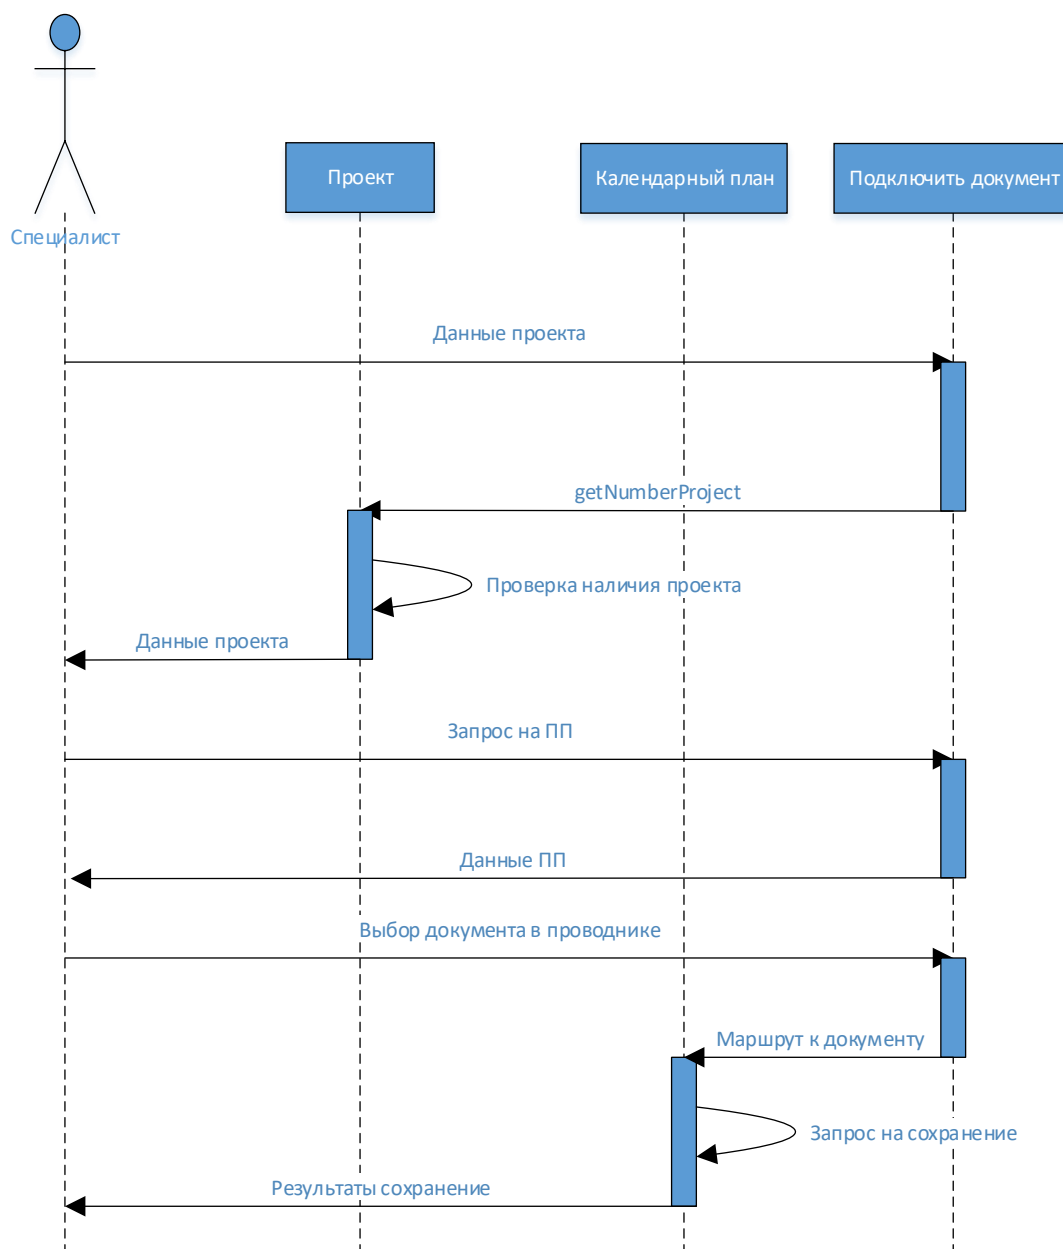 Проект
Календарный план
Подключить документ
Специалист
Данные проекта
getNumberProject
Проверка наличия проекта
Данные проекта
Запрос на ПП
Данные ПП
Выбор документа в проводнике
Маршрут к документу
Запрос на сохранение
Результаты сохранение